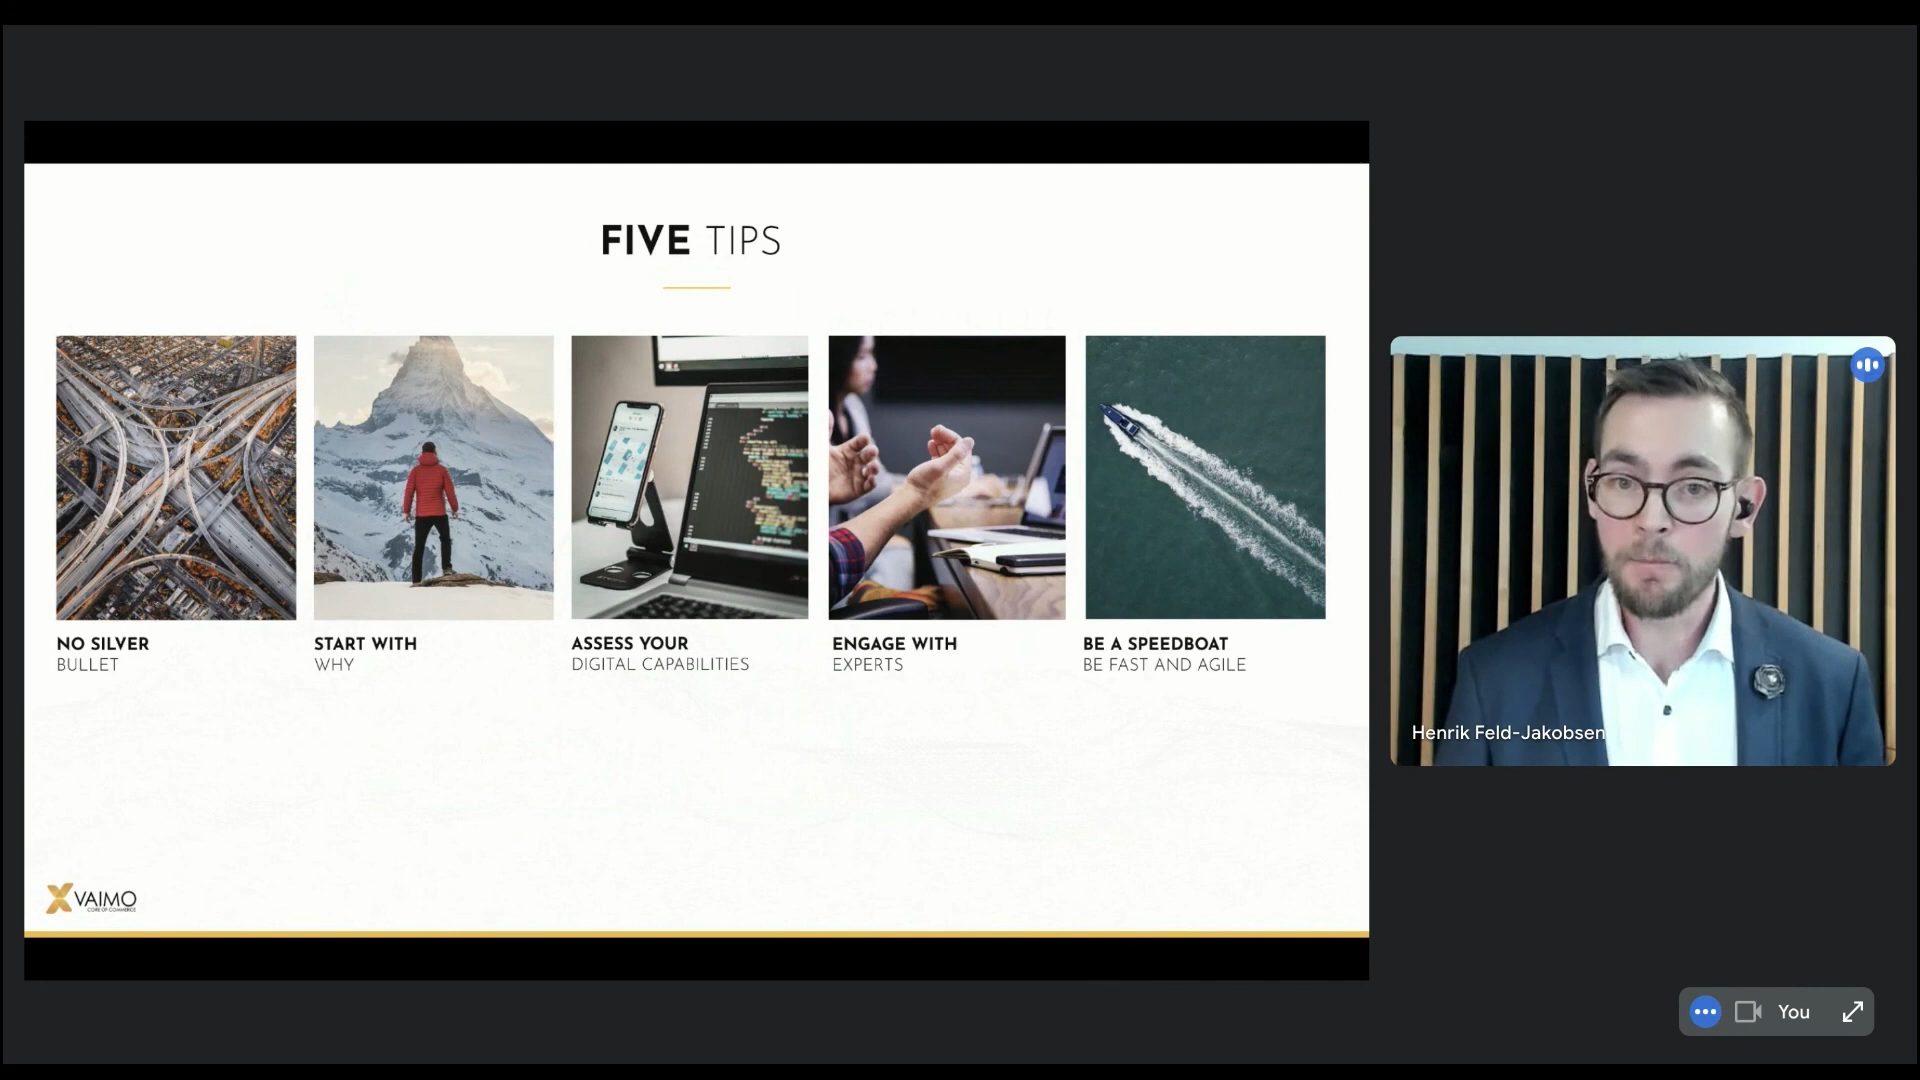 FIVE TIPS
NO SILVER
BULLET
START WITH
WHY
ASSESS YOUR
DIGITAL CAPABILITIES
ENGAGE WITH
EXPERTS
BE A SPEEDBOAT
BE FAST AND AGILE
VAIMO
CORE OF COMMERCE
Henrik Feld-Jakobsen
You